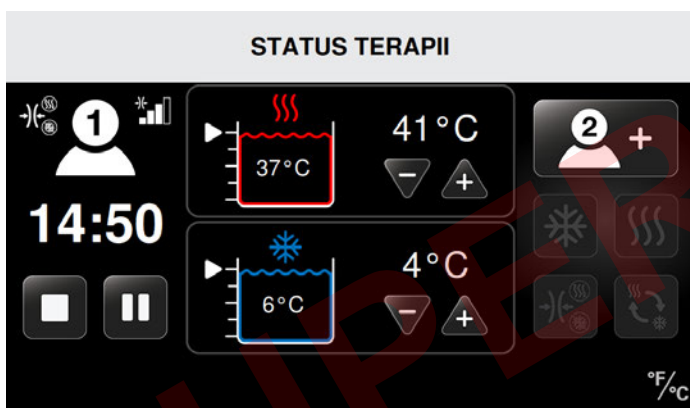 STATUS TERAPII
1
14:50
37°C
41°C
- +
6°C
4°C
- +
2 +
°F/°C